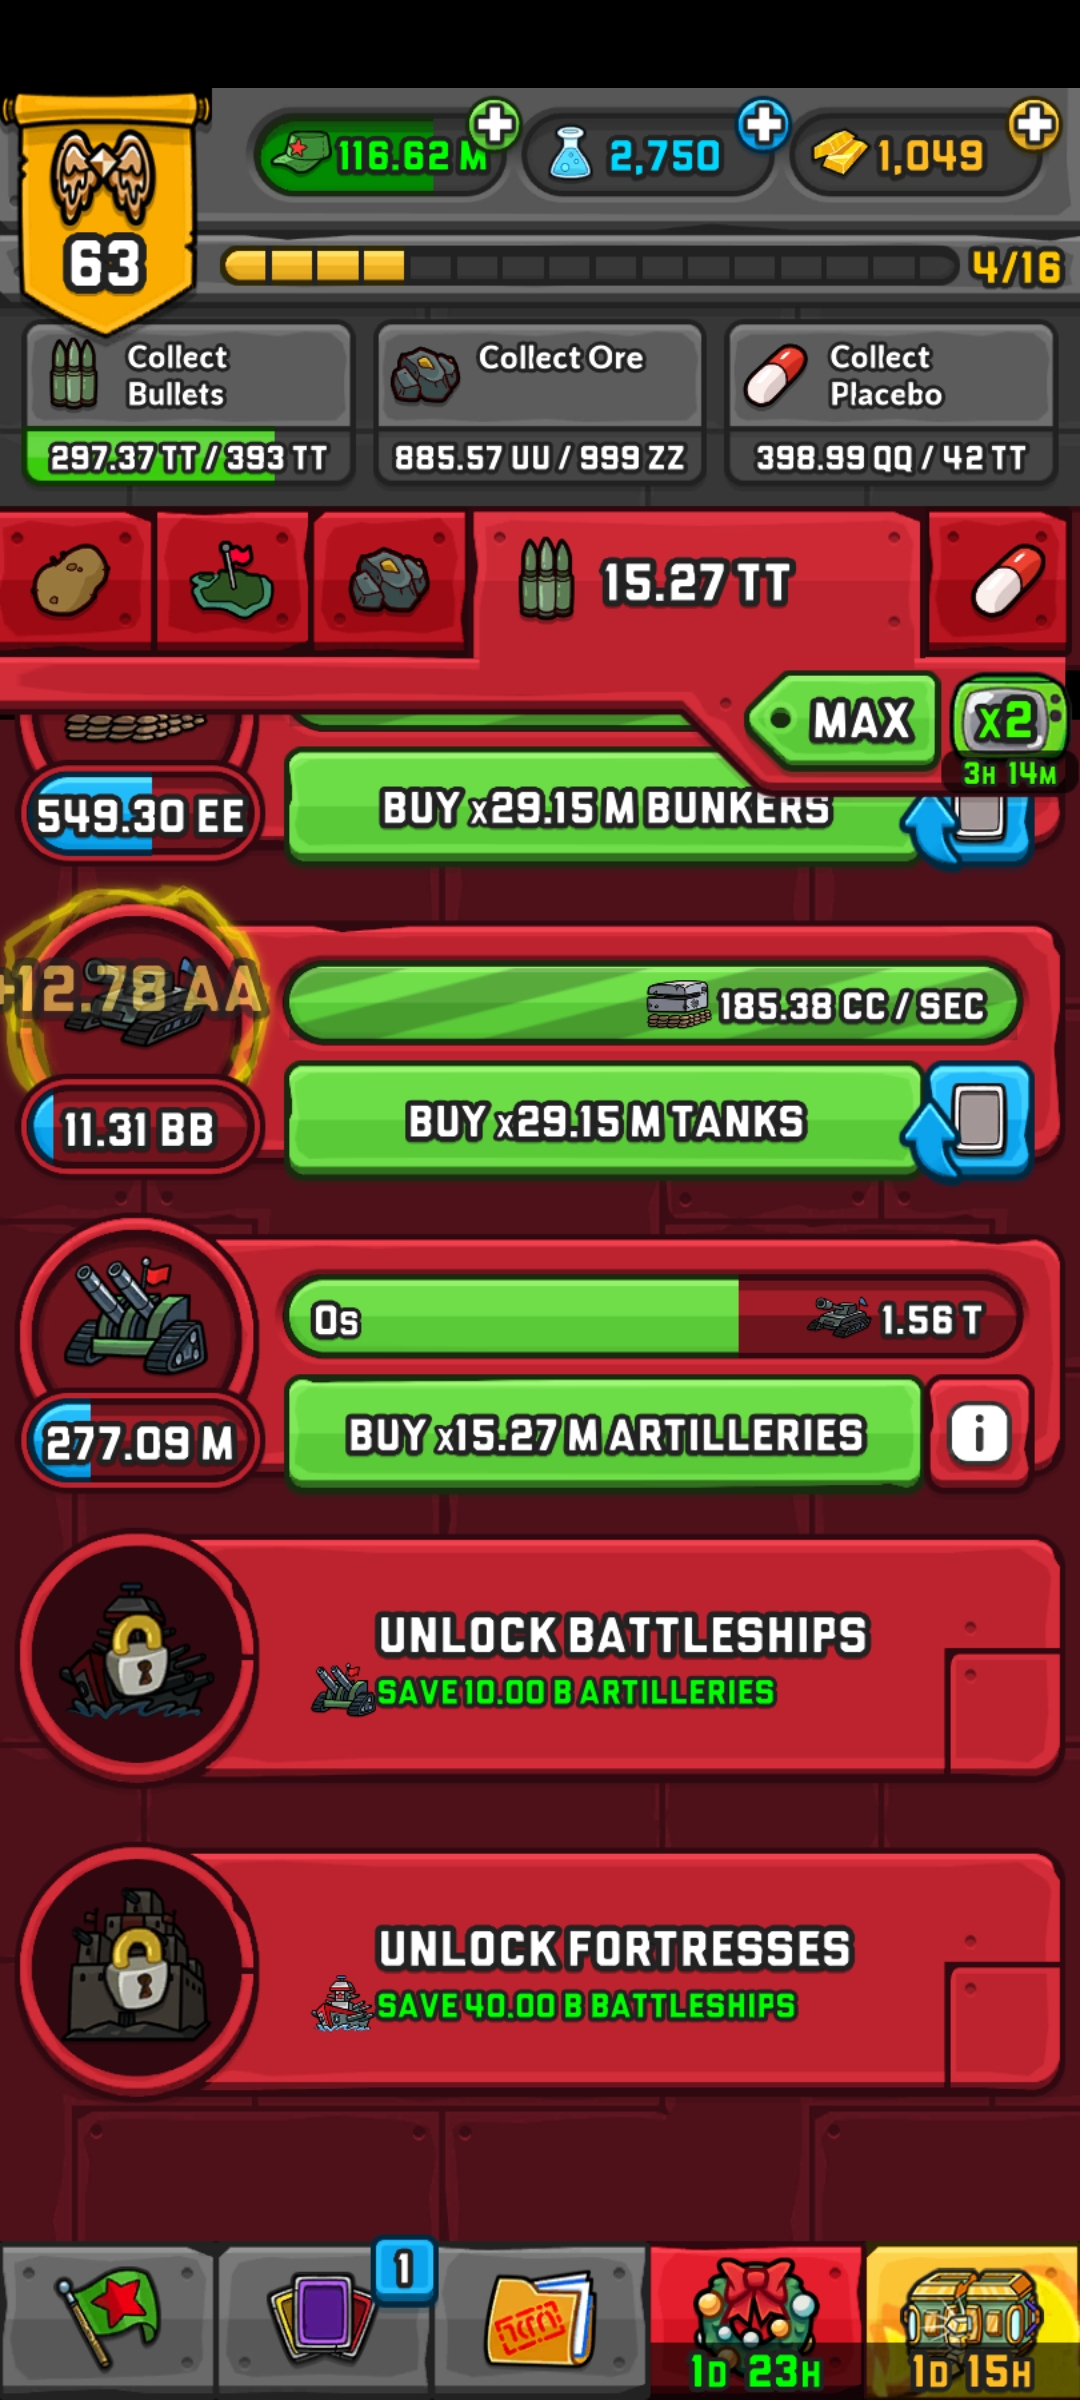 116.62 M
2,750
1,049
63
4/16
Collect
Bullets
297.37 TT / 393 TT
Collect Ore
885.57 UU / 999 ZZ
Collect
Placebo
398.99 QQ / 42 TT
15.27 TT
MAX
x2
3H 14M
549.30 EE
BUY x29.15 M BUNKERS
+12.78 AA
185.38 CC / SEC
11.31 BB
BUY x29.15 M TANKS
0s
1.56 T
277.09 M
BUY x15.27 M ARTILLERIES
i
UNLOCK BATTLESHIPS
SAVE 10.00 B ARTILLERIES
UNLOCK FORTRESSES
SAVE 40.00 B BATTLESHIPS
1
1D 23H
1D 15H